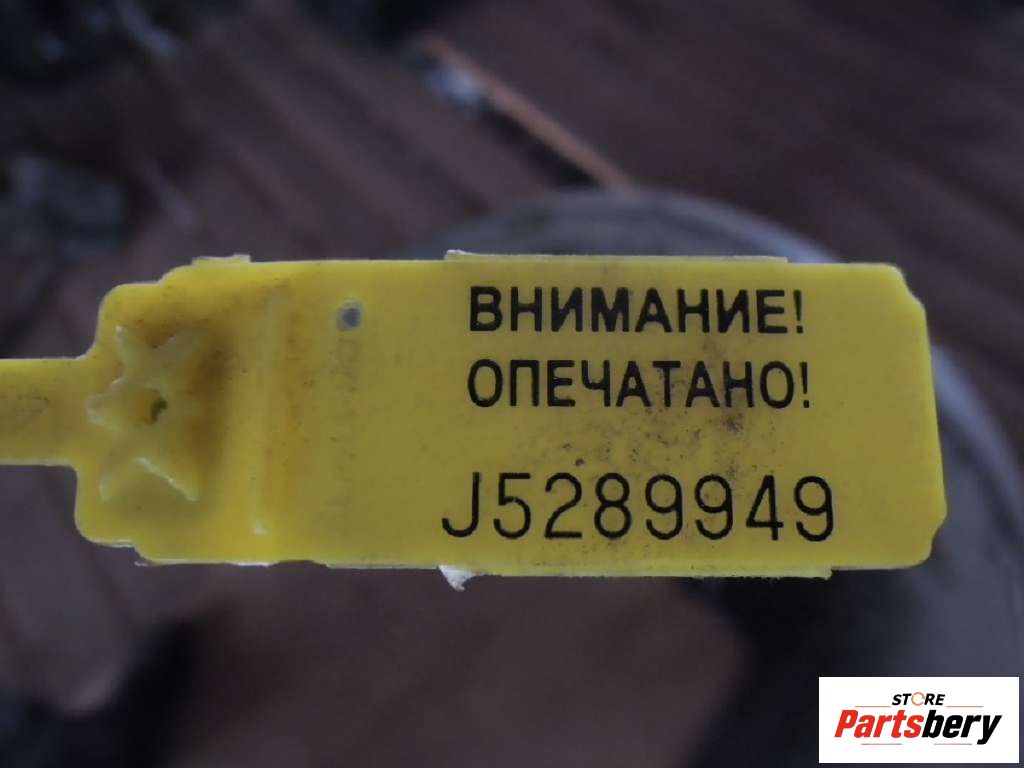 ВНИМАНИЕ!
ОПЕЧАТАНО!
J5289949
STORE
Partsbery